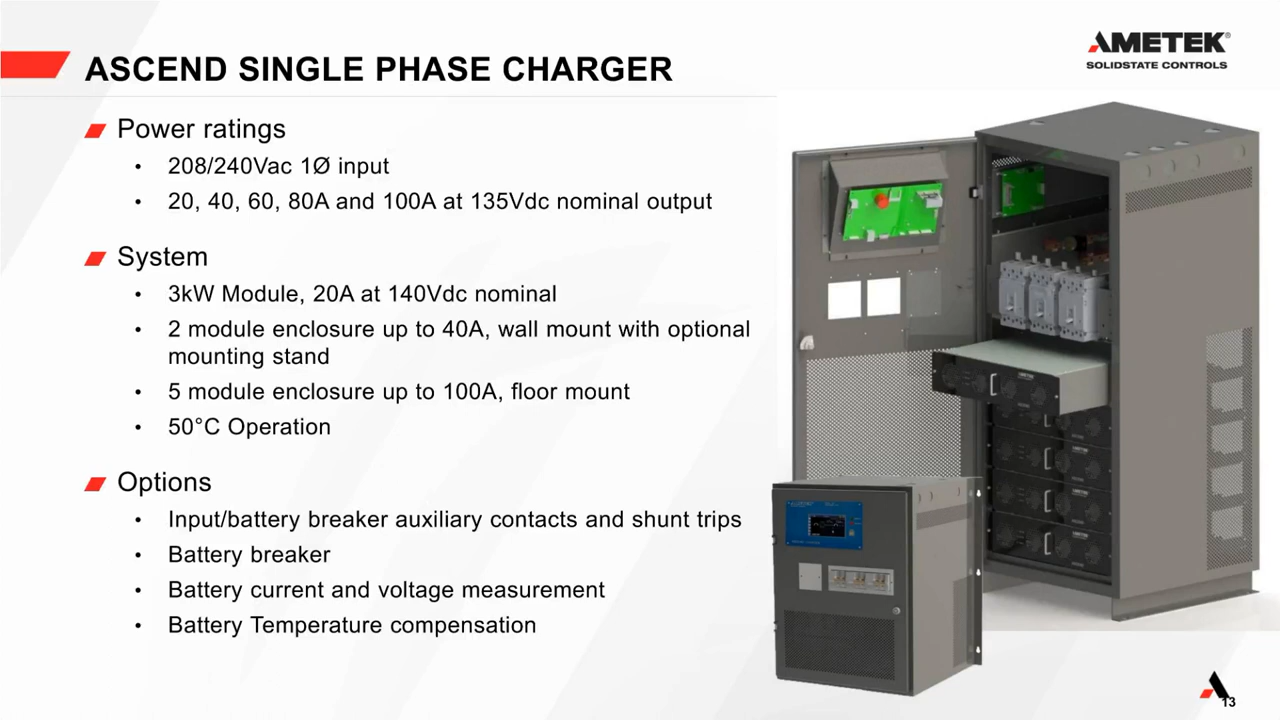 AMETEK®
SOLIDSTATE CONTROLS
ASCEND SINGLE PHASE CHARGER
Power ratings
• 208/240Vac 1Ø input
• 20, 40, 60, 80A and 100A at 135Vdc nominal output
System
• 3kW Module, 20A at 140Vdc nominal
• 2 module enclosure up to 40A, wall mount with optional
mounting stand
• 5 module enclosure up to 100A, floor mount
• 50°C Operation
Options
• Input/battery breaker auxiliary contacts and shunt trips
• Battery breaker
• Battery current and voltage measurement
• Battery Temperature compensation
AMETEK
13